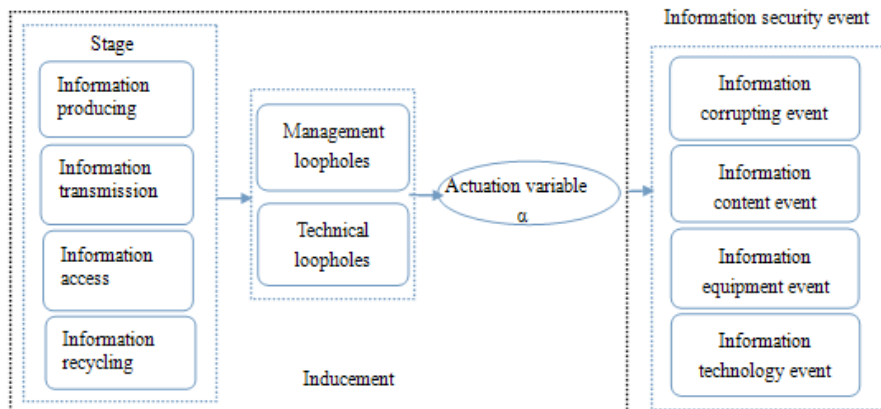 Stage
Information
producing
Information
transmission
Information
access
Information
recycling
Management
loopholes
Technical
loopholes
Actuation variable
α
Inducement
Information security event
Information
corrupting event
Information
content event
Information
equipment event
Information
technology event